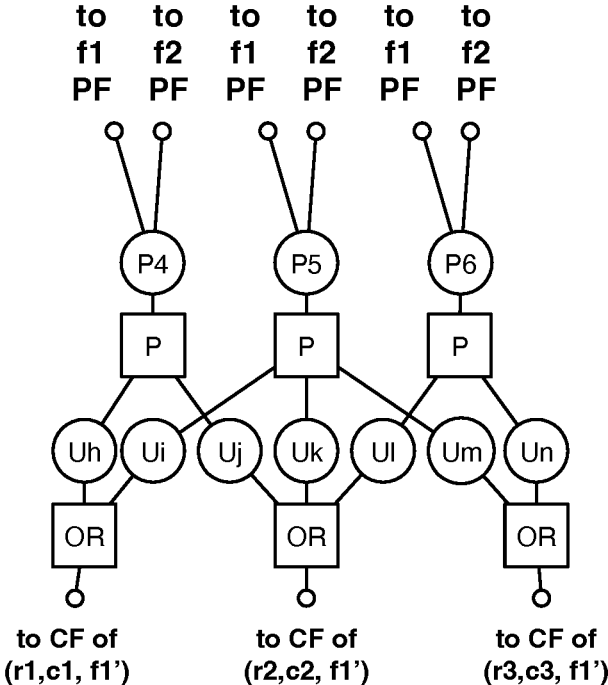 to to to to to to
f1 f2 f1 f2 f1 f2
PF PF PF PF PF PF
P4 P5 P6
P P P
Uh Ui Uj Uk Ul Um Un
OR OR OR
to CF of to CF of to CF of
(r1,c1, f1') (r2,c2, f1') (r3,c3, f1')